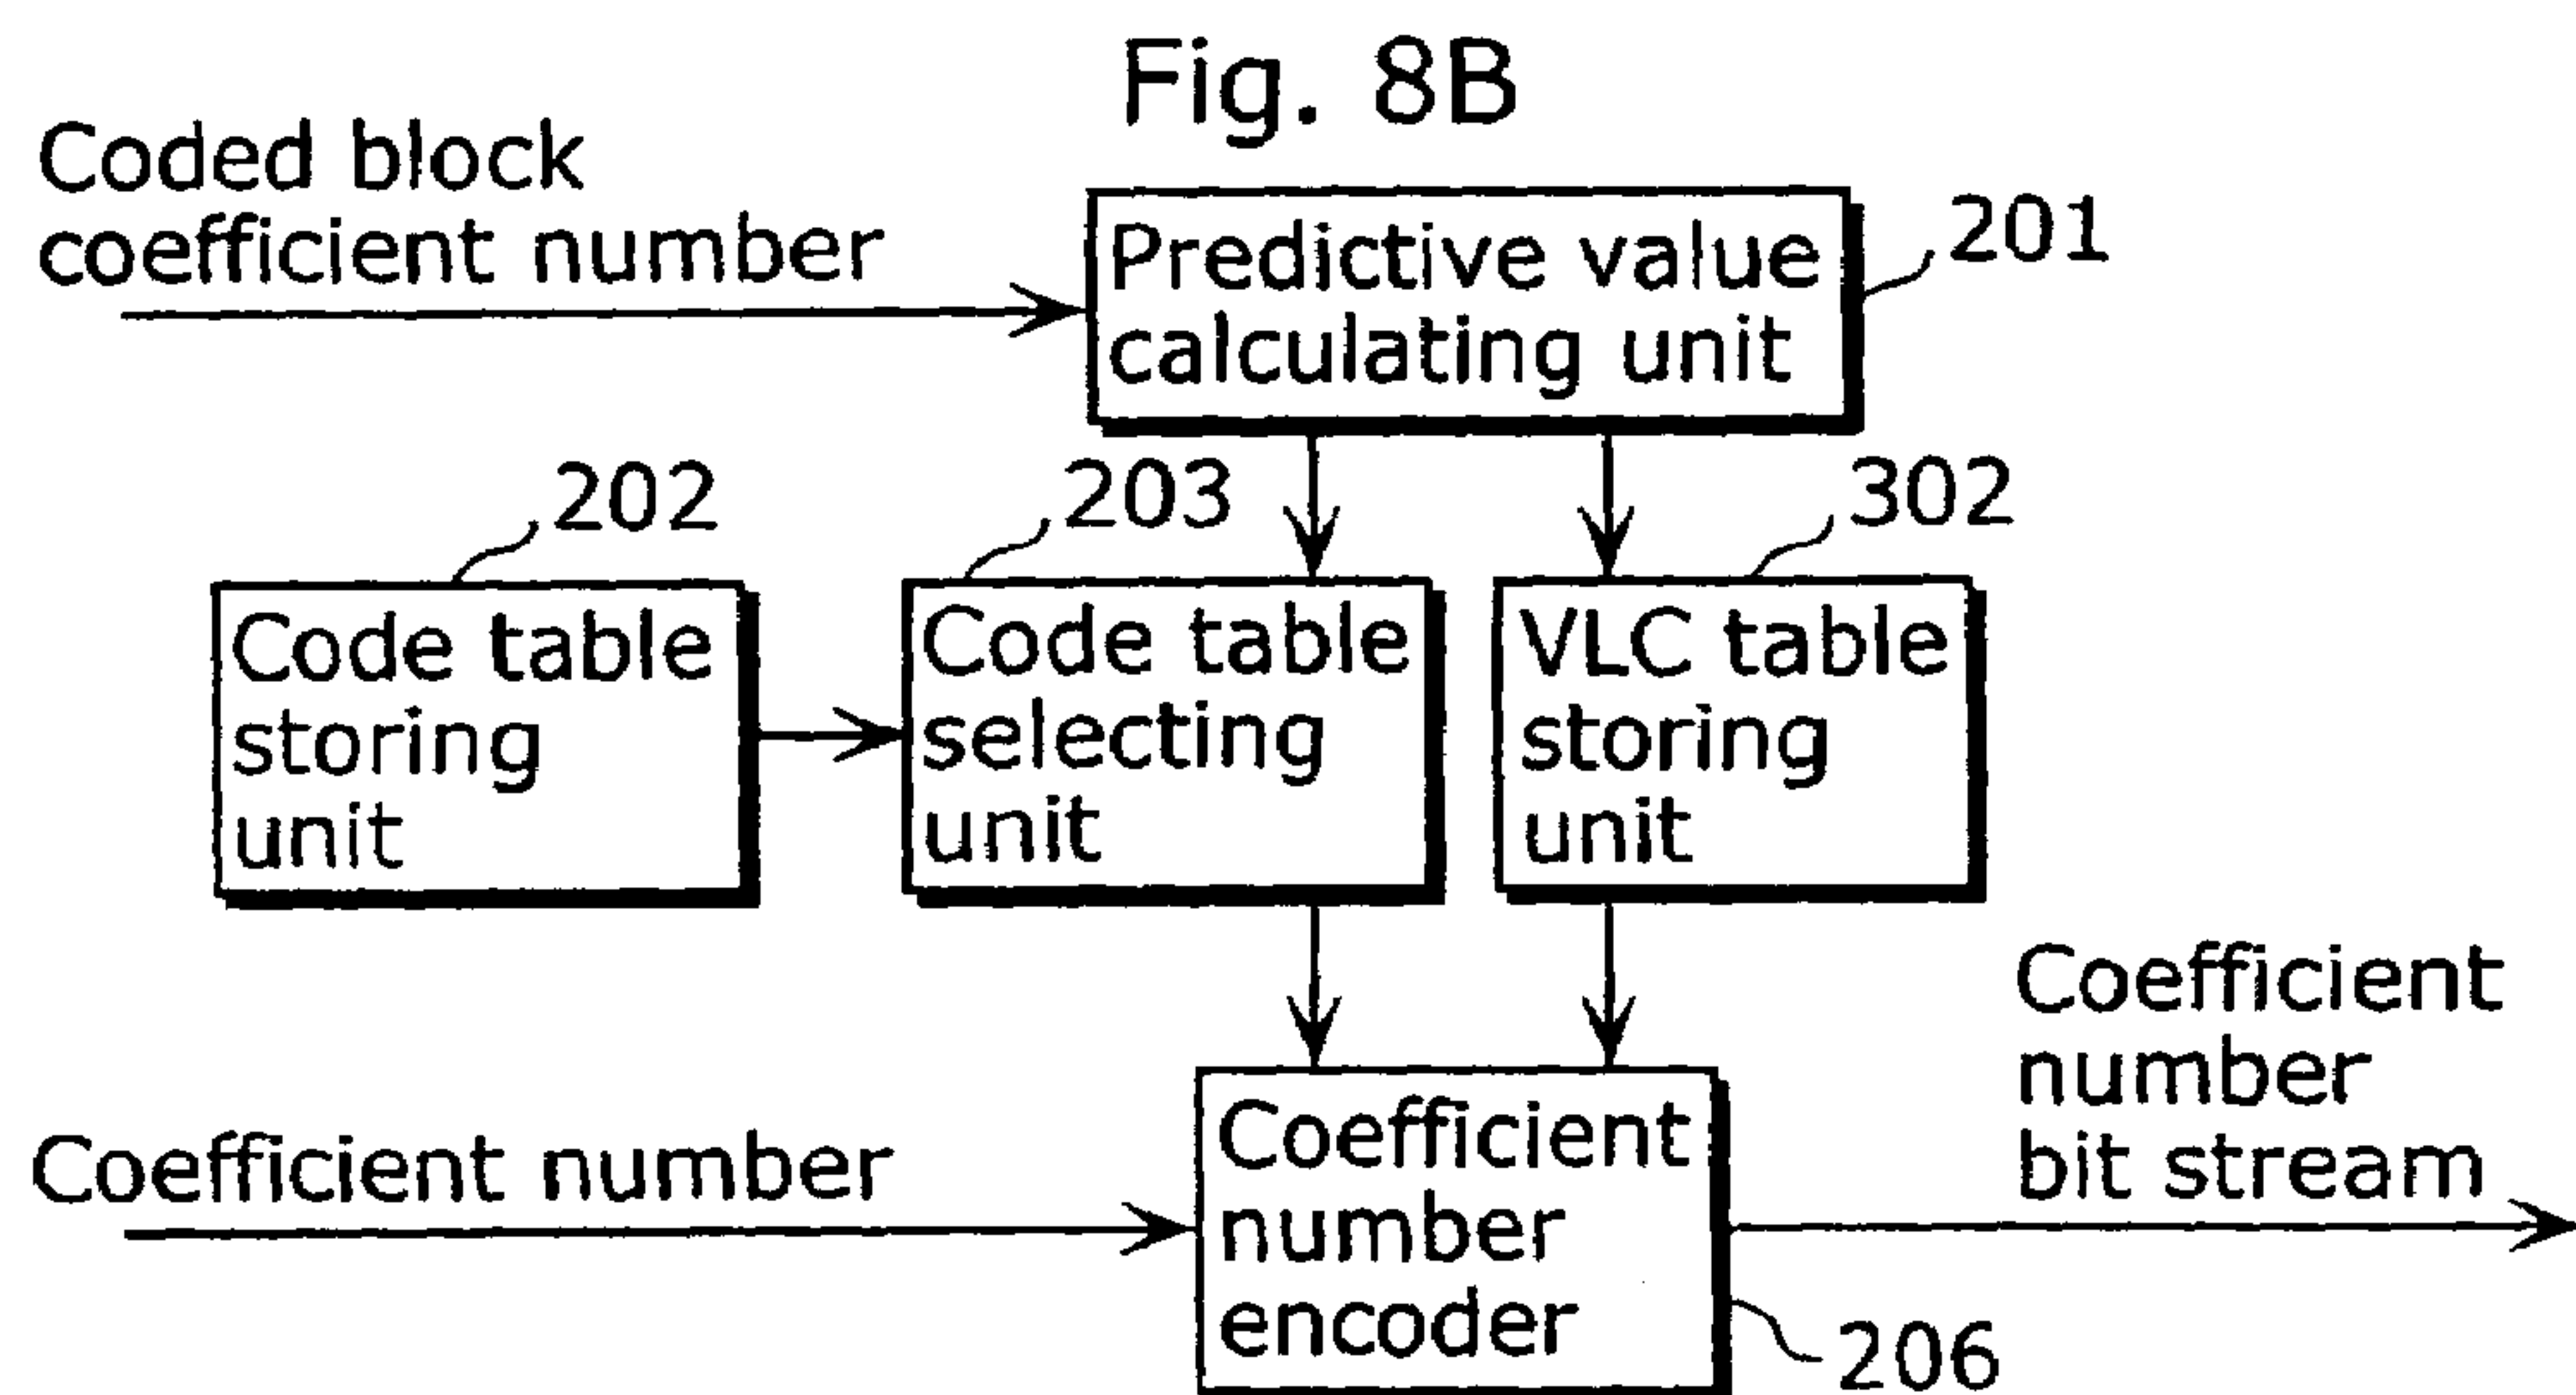 Fig. 8B
Coded block
coefficient number
Predictive value
calculating unit
201
202
203
302
Code table
storing
unit
Code table
selecting
unit
VLC table
storing
unit
Coefficient
number
bit stream
Coefficient number
Coefficient
number
encoder
206